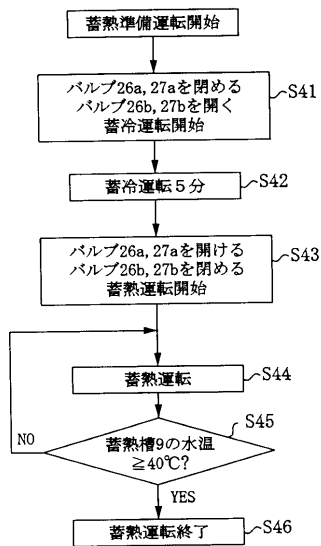 蓄熱準備運転開始
バルブ26a,27aを閉める
バルブ26b,27bを開く
蓄冷運転開始
S41
蓄冷運転5分
S42
バルブ26a,27aを開ける
バルブ26b,27bを閉める
蓄熱運転開始
S43
蓄熱運転
S44
蓄熱槽9の水温
≧40℃?
S45
NO
YES
蓄熱運転終了
S46